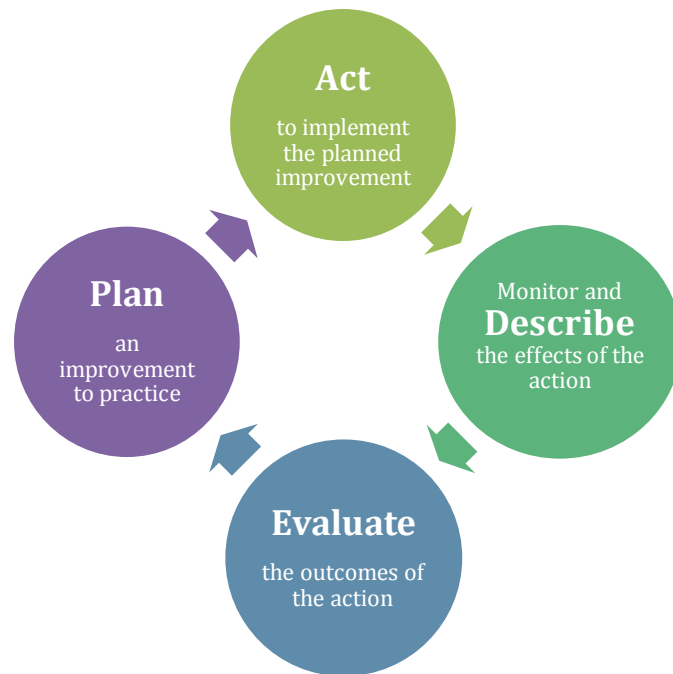 Act
to implement
the planned
improvement
Monitor and
Describe
the effects of the
action
Evaluate
the outcomes of
the action
Plan
an
improvement
to practice